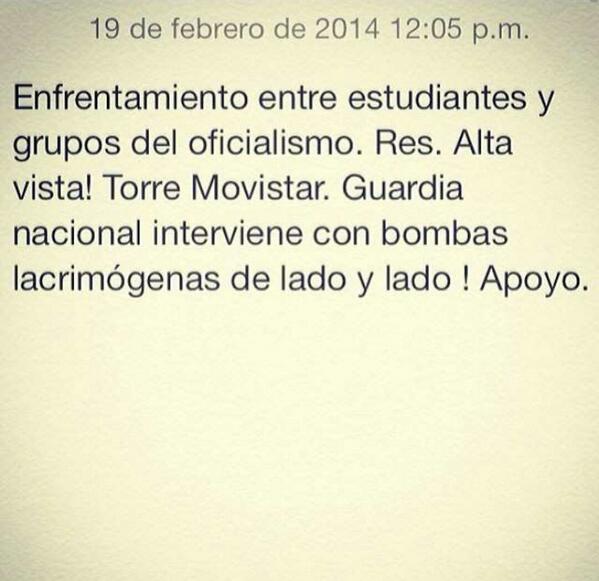 19 de febrero de 2014 12:05 p.m.
Enfrentamiento entre estudiantes y
grupos del oficialismo. Res. Alta
vista! Torre Movistar. Guardia
nacional interviene con bombas
lacrimógenas de lado y lado ! Apoyo.